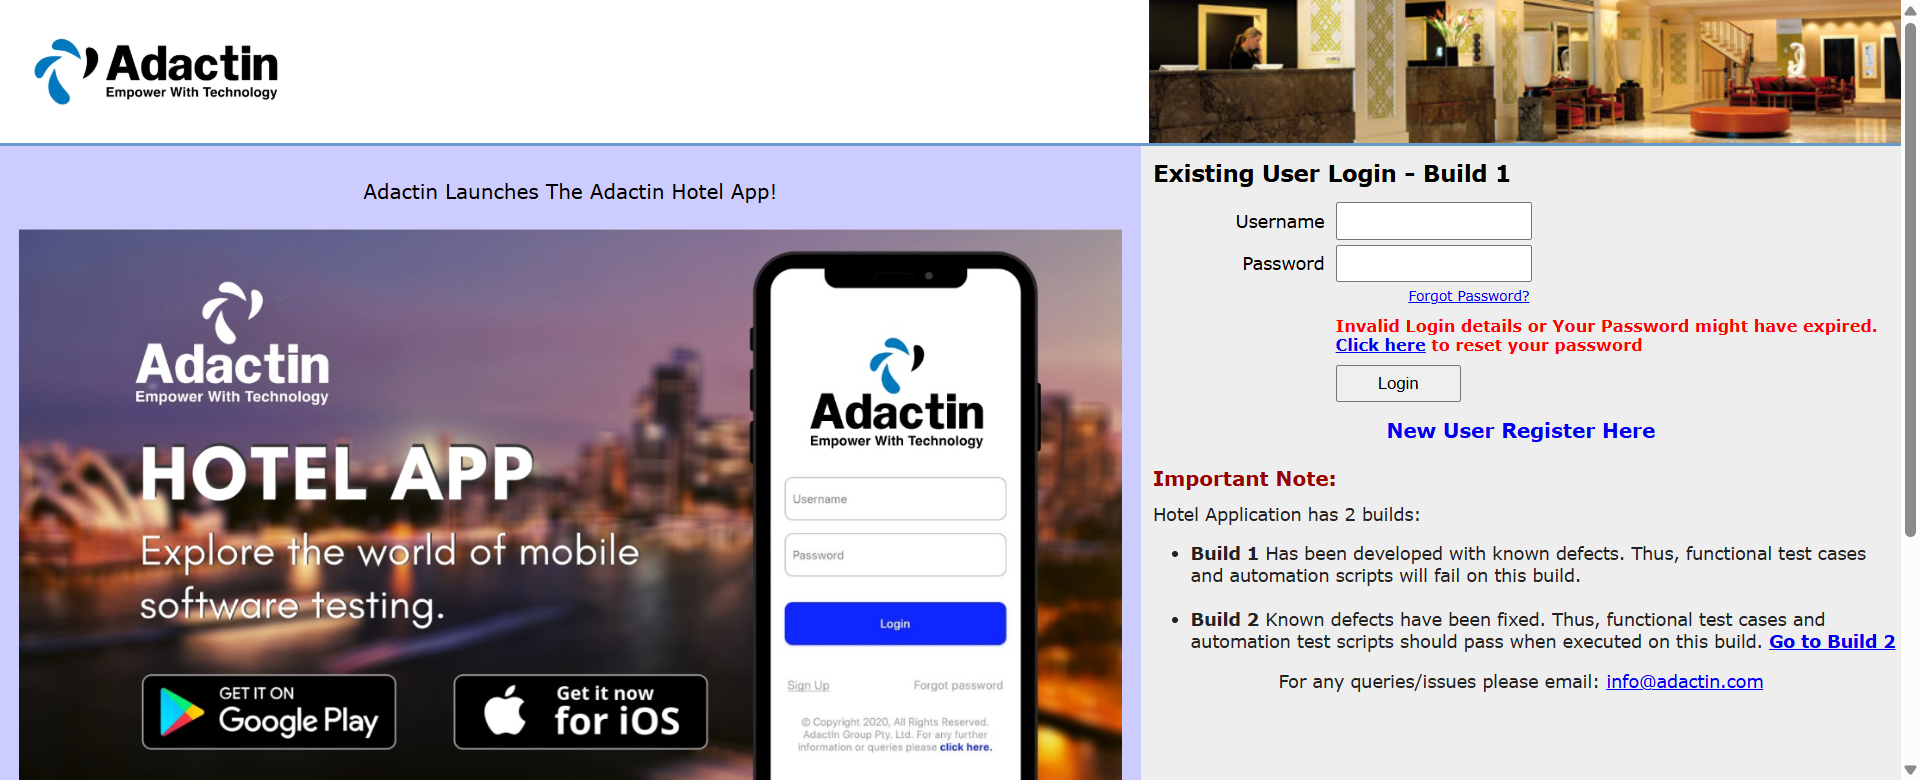 Adactin
Empower With Technology
Adactin Launches The Adactin Hotel App!
Adactin
Empower With Technology
HOTEL APP
Explore the world of mobile
software testing.
GET IT ON
Google Play
Get it now
for iOS
Adactin
Empower With Technology
Username
Password
Login
Sign Up
Forgot password
© Copyright 2020, All Rights Reserved.
AdactIn Group Pty. Ltd. For any further
information or queries please click here.
Existing User Login - Build 1
Username
Password
Forgot Password?
Invalid Login details or Your Password might have expired.
Click here to reset your password
Login
New User Register Here
Important Note:
Hotel Application has 2 builds:
• Build 1 Has been developed with known defects. Thus, functional test cases
and automation scripts will fail on this build.
• Build 2 Known defects have been fixed. Thus, functional test cases and
automation test scripts should pass when executed on this build. Go to Build 2
For any queries/issues please email: info@adactin.com